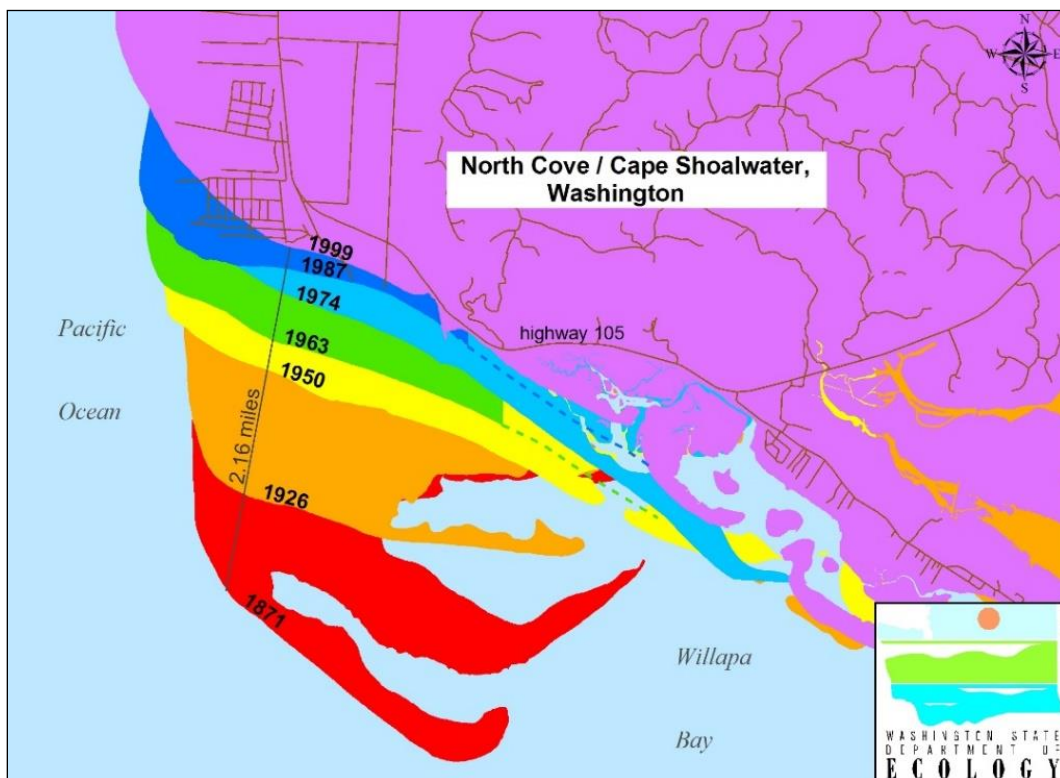 N
W E
S
North Cove / Cape Shoalwater,
Washington
1999
1987
1974
1963
1950
1926
1871
2.16 miles
highway 105
Pacific
Ocean
Willapa
Bay
WASHINGTON STATE
DEPARTMENT OF
ECOLOGY